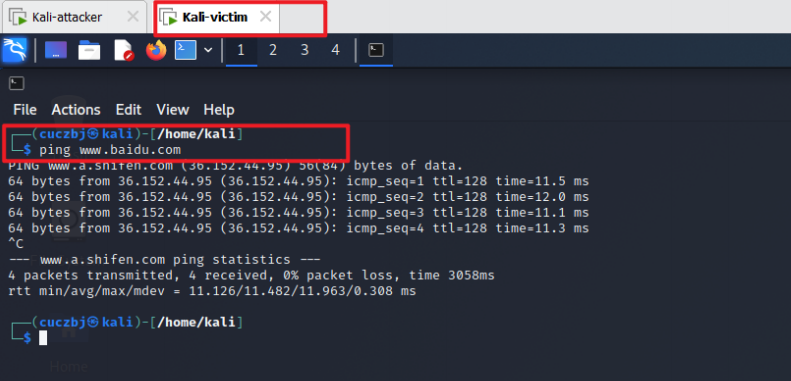 Kali-attacker
Kali-victim
1 2 3 4
File Actions Edit View Help
┌──(cuczbj㉿kali)-[/home/kali]
└─$ ping www.baidu.com
PING www.a.shifen.com (36.152.44.95) 56(84) bytes of data.
64 bytes from 36.152.44.95 (36.152.44.95): icmp_seq=1 ttl=128 time=11.5 ms
64 bytes from 36.152.44.95 (36.152.44.95): icmp_seq=2 ttl=128 time=12.0 ms
64 bytes from 36.152.44.95 (36.152.44.95): icmp_seq=3 ttl=128 time=11.1 ms
64 bytes from 36.152.44.95 (36.152.44.95): icmp_seq=4 ttl=128 time=11.3 ms
^C
--- www.a.shifen.com ping statistics ---
4 packets transmitted, 4 received, 0% packet loss, time 3058ms
rtt min/avg/max/mdev = 11.126/11.482/11.963/0.308 ms
┌──(cuczbj㉿kali)-[/home/kali]
└─$
Home